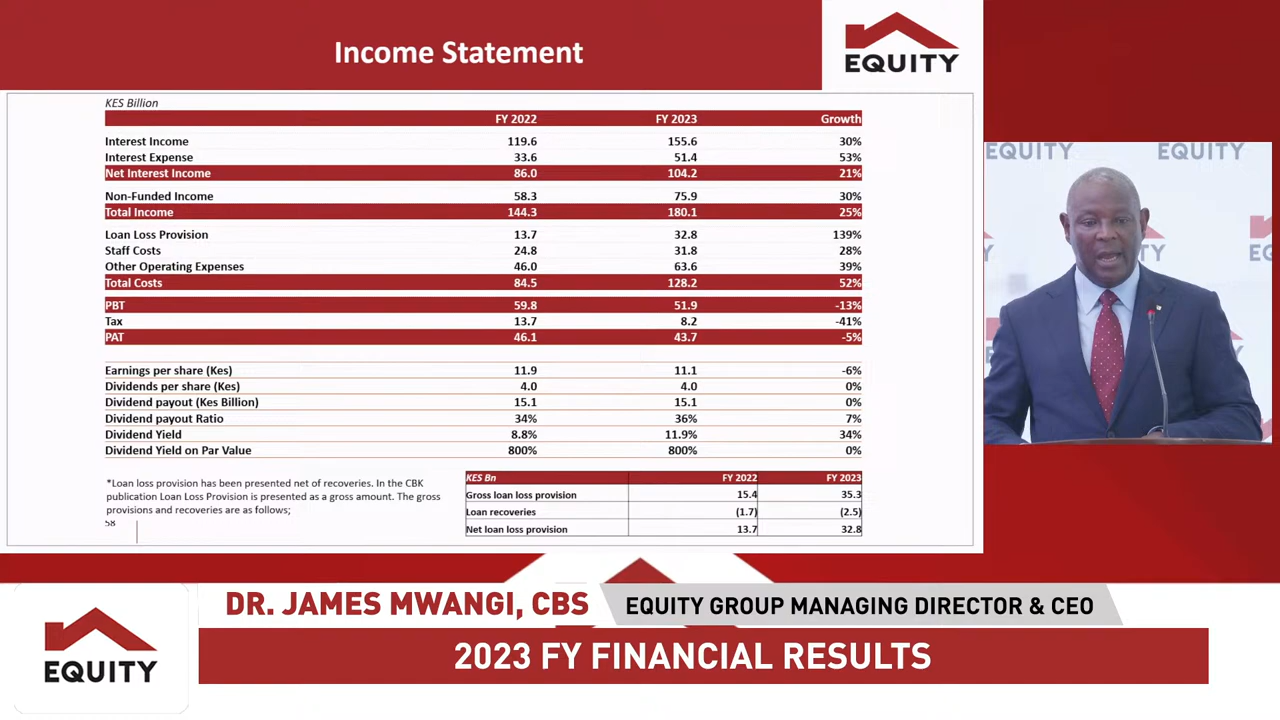 Income Statement
EQUITY
KES Billion
FY 2022 FY 2023 Growth
Interest Income 119.6 155.6 30%
Interest Expense 33.6 51.4 53%
Net Interest Income 86.0 104.2 21%
Non-Funded Income 58.3 75.9 30%
Total Income 144.3 180.1 25%
Loan Loss Provision 13.7 32.8 139%
Staff Costs 24.8 31.8 28%
Other Operating Expenses 46.0 63.6 39%
Total Costs 84.5 128.2 52%
PBT 59.8 51.9 -13%
Tax 13.7 8.2 -41%
PAT 46.1 43.7 -5%
Earnings per share (Kes) 11.9 11.1 -6%
Dividends per share (Kes) 4.0 4.0 0%
Dividend payout (Kes Billion) 15.1 15.1 0%
Dividend payout Ratio 34% 36% 7%
Dividend Yield 8.8% 11.9% 34%
Dividend Yield on Par Value 800% 800% 0%
*Loan loss provision has been presented net of recoveries. In the CBK
publication Loan Loss Provision is presented as a gross amount. The gross
provisions and recoveries are as follows;
58
KES Bn FY 2022 FY 2023
Gross loan loss provision 15.4 35.3
Loan recoveries (1.7) (2.5)
Net loan loss provision 13.7 32.8
EQUITY EQUITY
DR. JAMES MWANGI, CBS
EQUITY GROUP MANAGING DIRECTOR & CEO
EQUITY
2023 FY FINANCIAL RESULTS